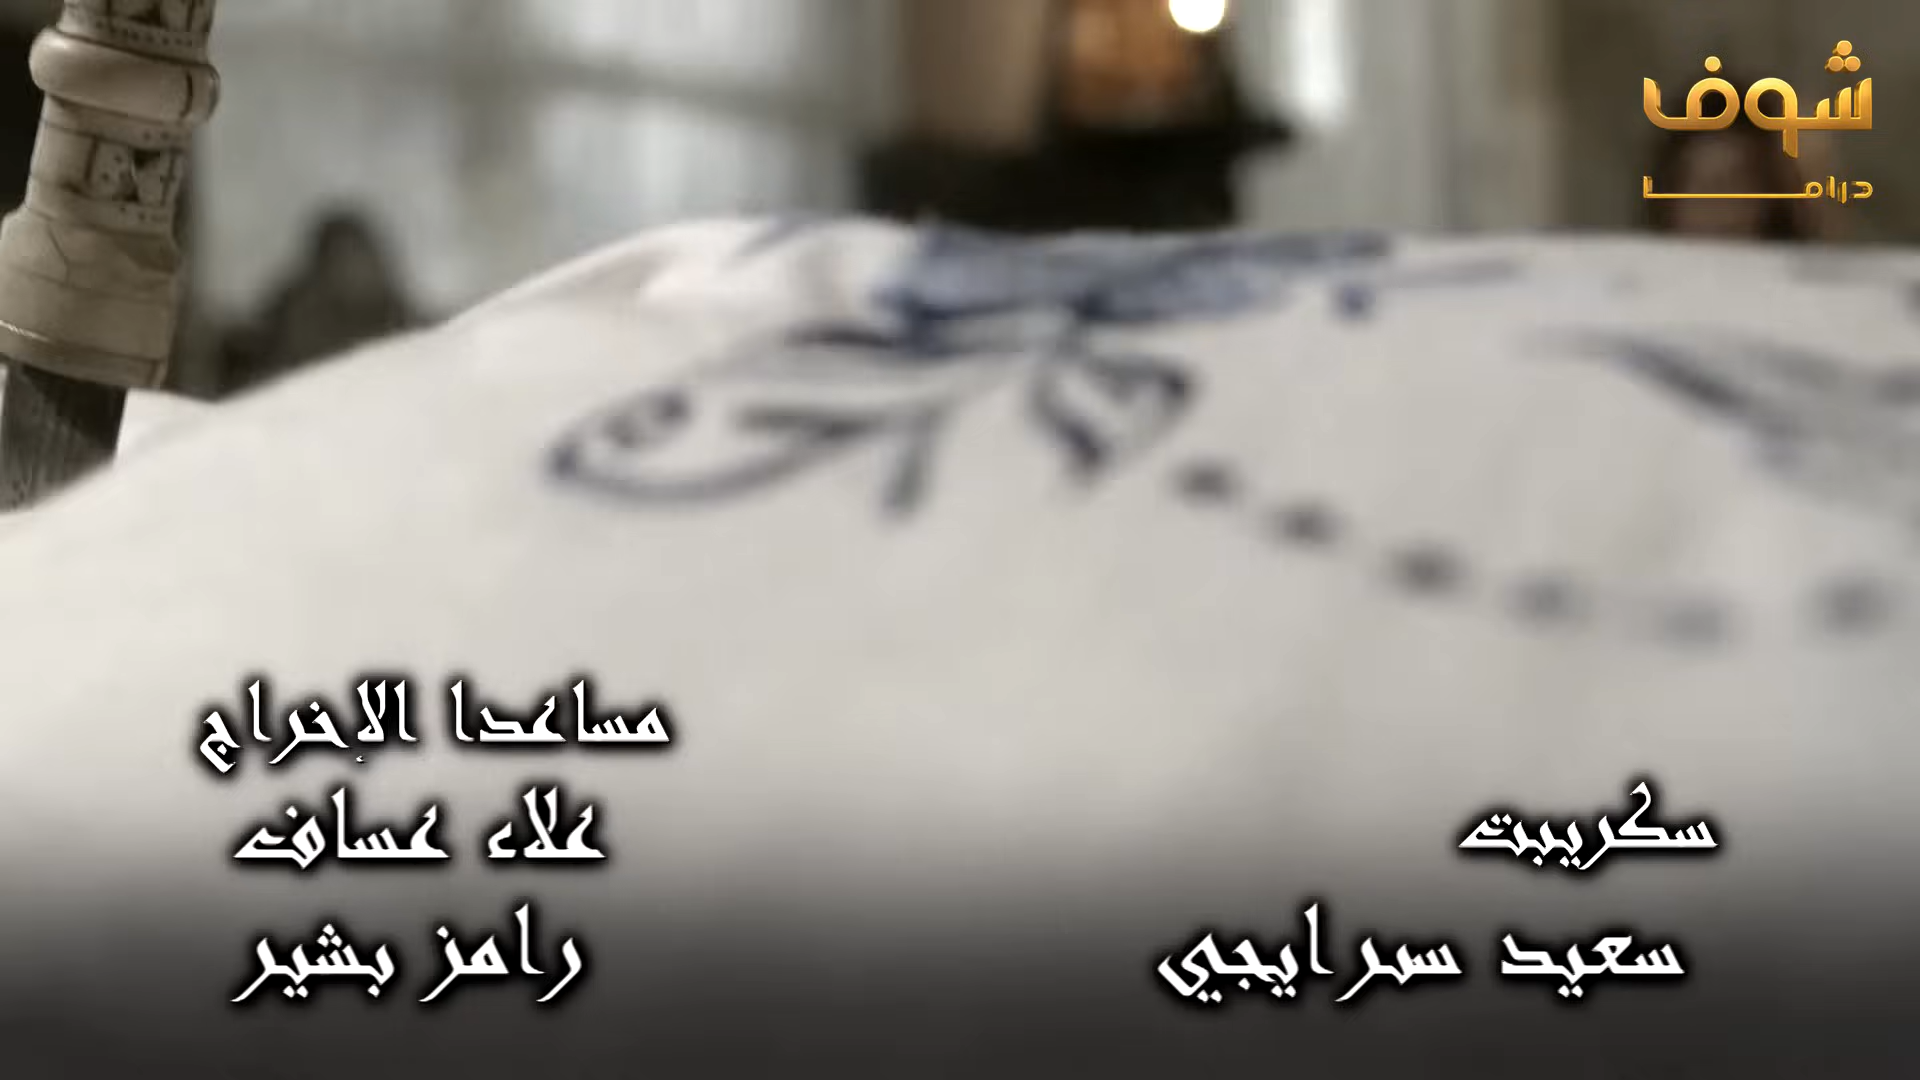 شوف
دراما
سكريبت
سعيد سرايجي
مساعدا الإخراج
علاء عساف
رامز بشير